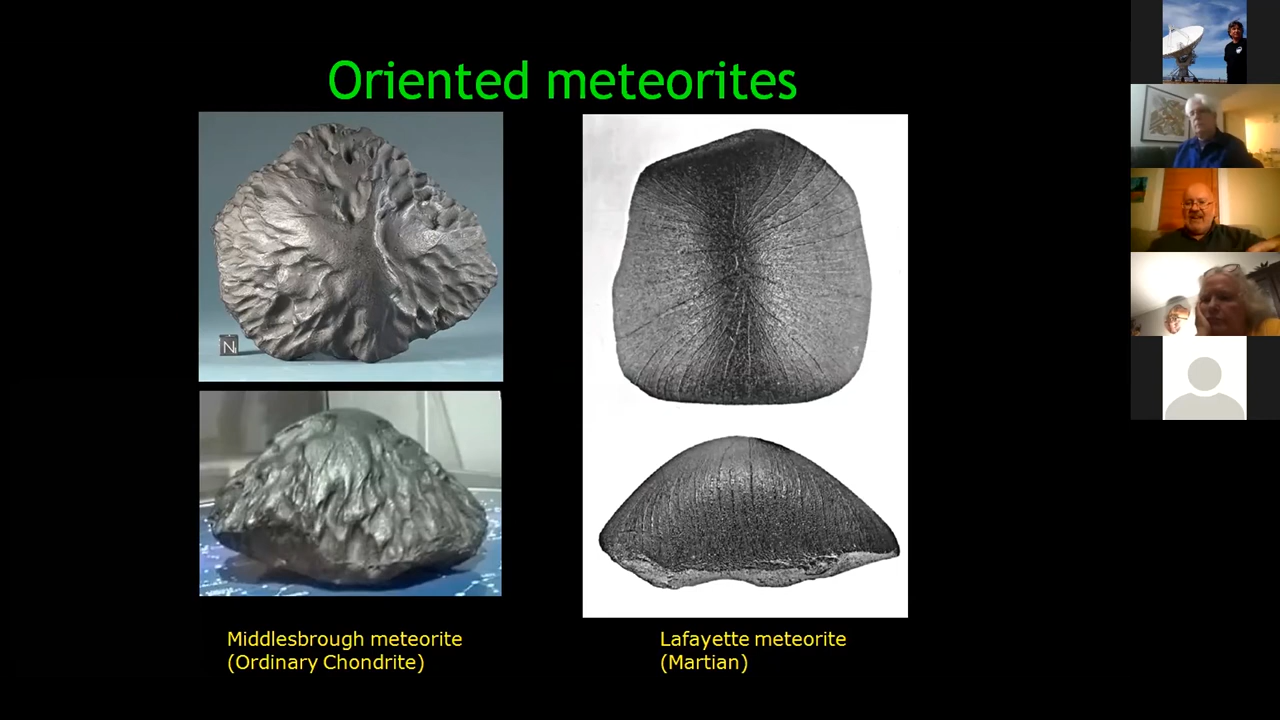 Oriented meteorites
N
Middlesbrough meteorite
(Ordinary Chondrite)
Lafayette meteorite
(Martian)